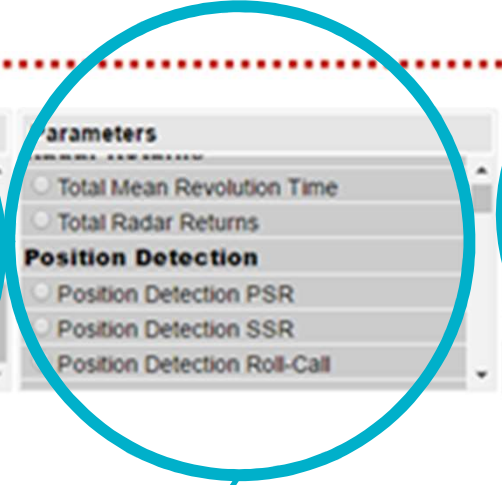 Parameters
Total Mean Revolution Time
Total Radar Returns
Position Detection
Position Detection PSR
Position Detection SSR
Position Detection Roll-Call